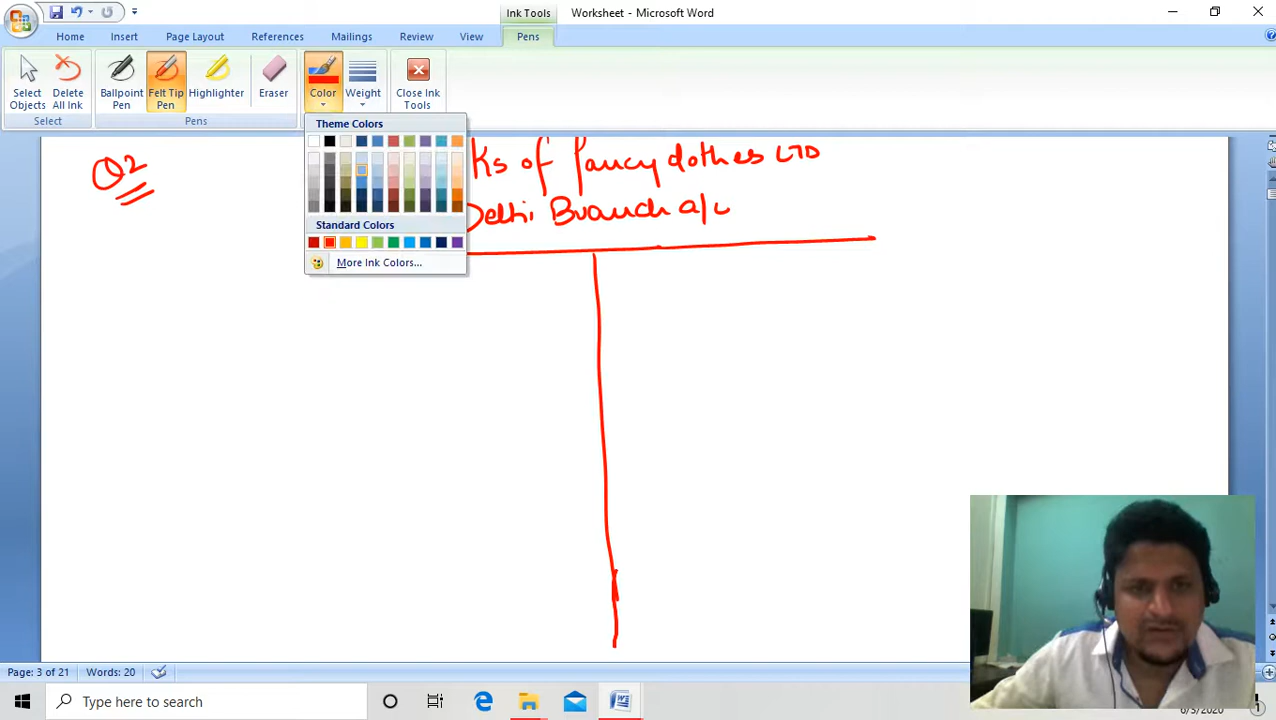 Ink Tools
Worksheet - Microsoft Word
Home
Insert
Page Layout
References
Mailings
Review
View
Pens
Select Objects
Delete All Ink
Ballpoint Pen
Felt Tip Pen
Highlighter
Eraser
Color
Weight
Close Ink Tools
Select
Pens
Theme Colors
Standard Colors
More Ink Colors...
Q2
ks of fancy clothes LTD
Delhi Branch a/c
Page: 3 of 21
Words: 20
Type here to search
6/3/2020